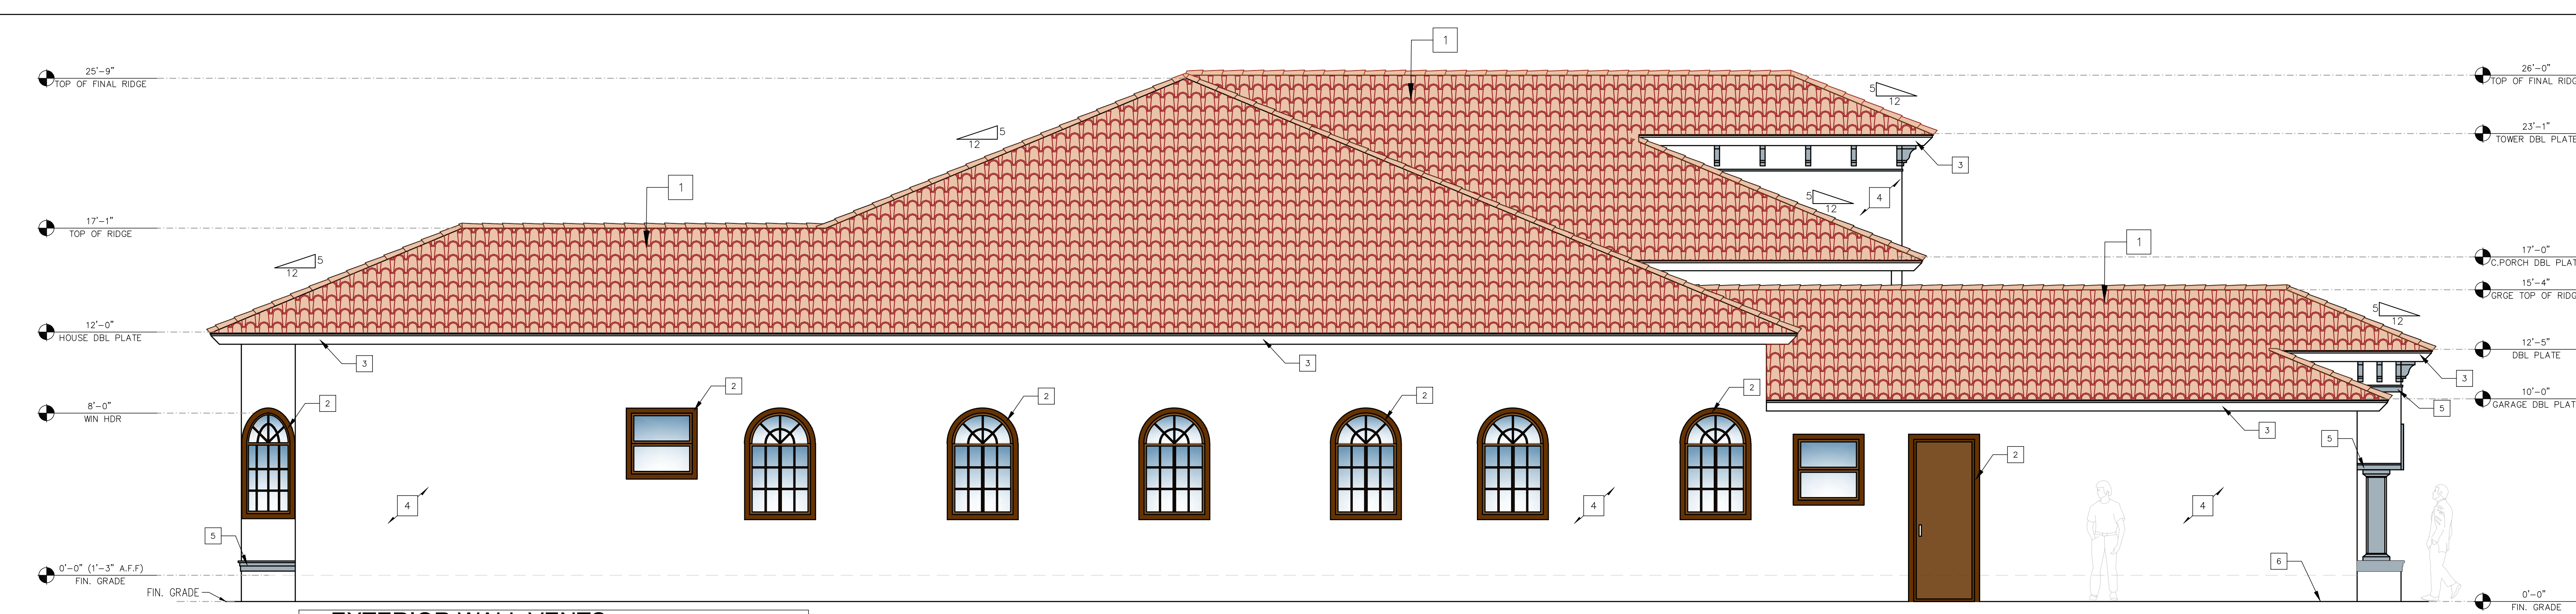 1
25'-9"
TOP OF FINAL RIDGE
26'-0"
TOP OF FINAL RIDG
5
12
5
12
23'-1"
TOWER DBL PLATE
3
1
4
5
12
17'-1"
TOP OF RIDGE
1
17'-0"
C.PORCH DBL PLAT
5
12
15'-4"
GRGE TOP OF RIDG
5
12
12'-0"
HOUSE DBL PLATE
12'-5"
DBL PLATE
3
3
3
2
2
2
2
2
8'-0"
WIN HDR
10'-0"
GARAGE DBL PLAT
5
3
5
2
4
4
4
5
6
0'-0" (1'-3" A.F.F)
FIN. GRADE
FIN. GRADE
0'-0"
FIN. GRADE
EXTERIOR WALL VENTS